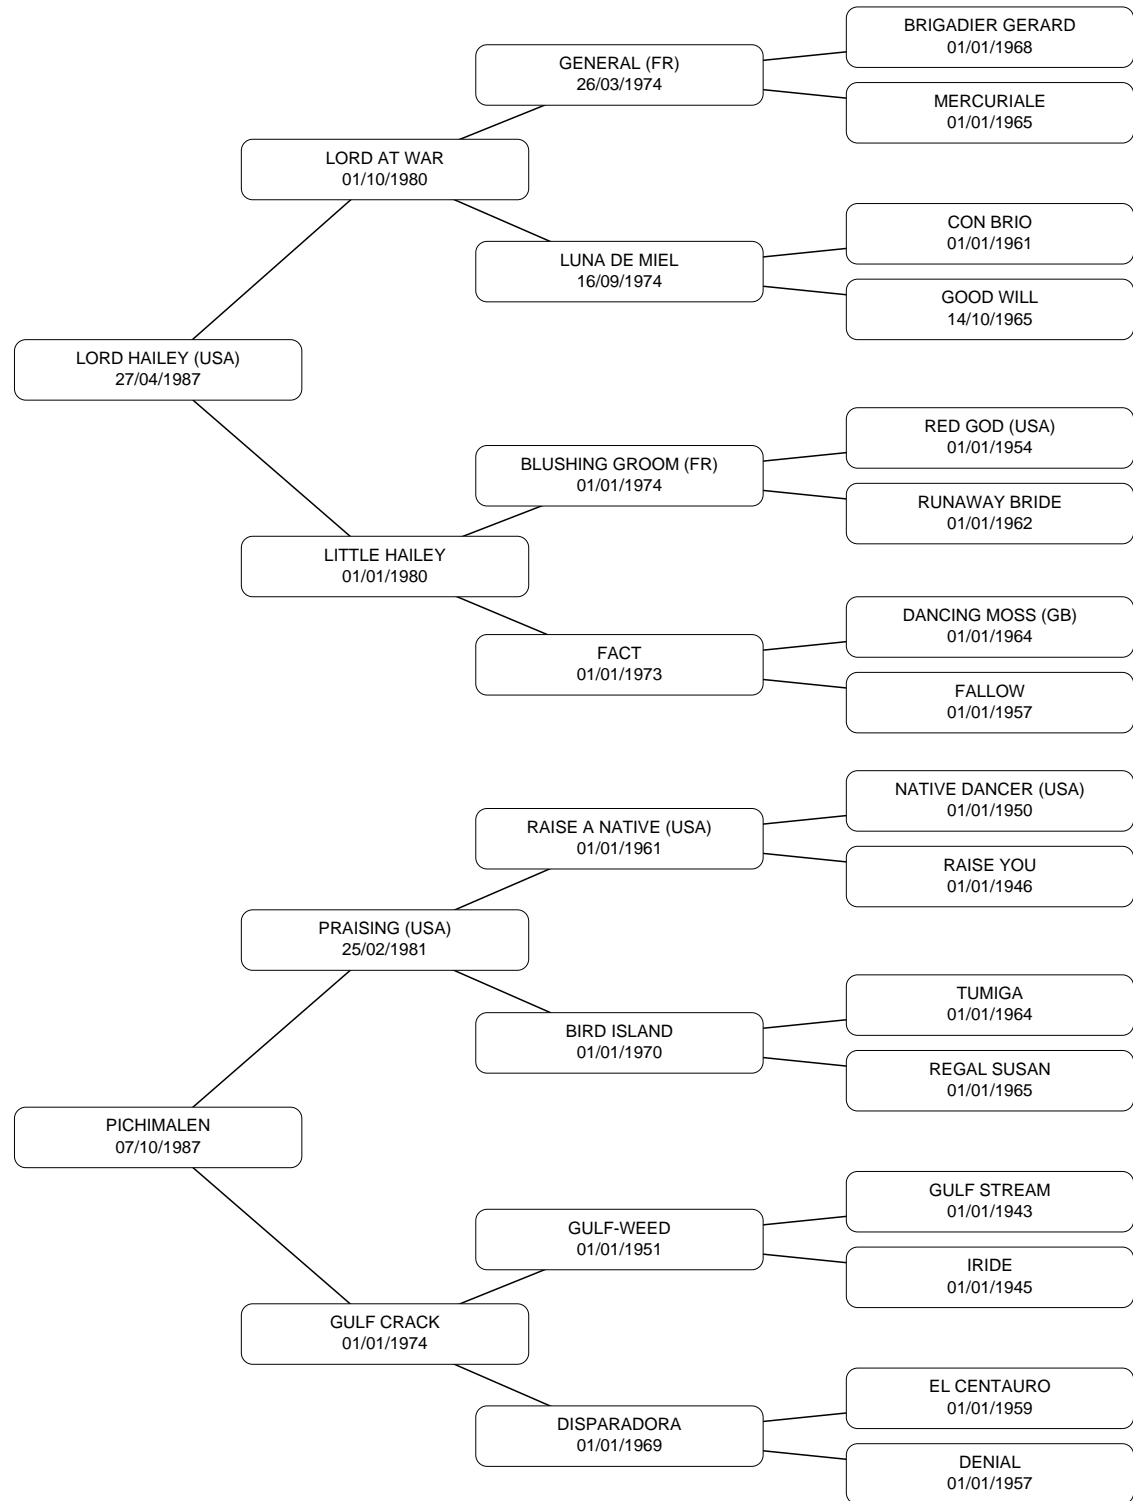 BRIGADIER GERARD
01/01/1968
GENERAL (FR)
26/03/1974
MERCURIALE
01/01/1965
LORD AT WAR
01/10/1980
CON BRIO
01/01/1961
LUNA DE MIEL
16/09/1974
GOOD WILL
14/10/1965
LORD HAILEY (USA)
27/04/1987
RED GOD (USA)
01/01/1954
BLUSHING GROOM (FR)
01/01/1974
RUNAWAY BRIDE
01/01/1962
LITTLE HAILEY
01/01/1980
DANCING MOSS (GB)
01/01/1964
FACT
01/01/1973
FALLOW
01/01/1957
NATIVE DANCER (USA)
01/01/1950
RAISE A NATIVE (USA)
01/01/1961
RAISE YOU
01/01/1946
PRAISING (USA)
25/02/1981
TUMIGA
01/01/1964
BIRD ISLAND
01/01/1970
REGAL SUSAN
01/01/1965
PICHIMALEN
07/10/1987
GULF STREAM
01/01/1943
GULF-WEED
01/01/1951
IRIDE
01/01/1945
GULF CRACK
01/01/1974
EL CENTAURO
01/01/1959
DISPARADORA
01/01/1969
DENIAL
01/01/1957